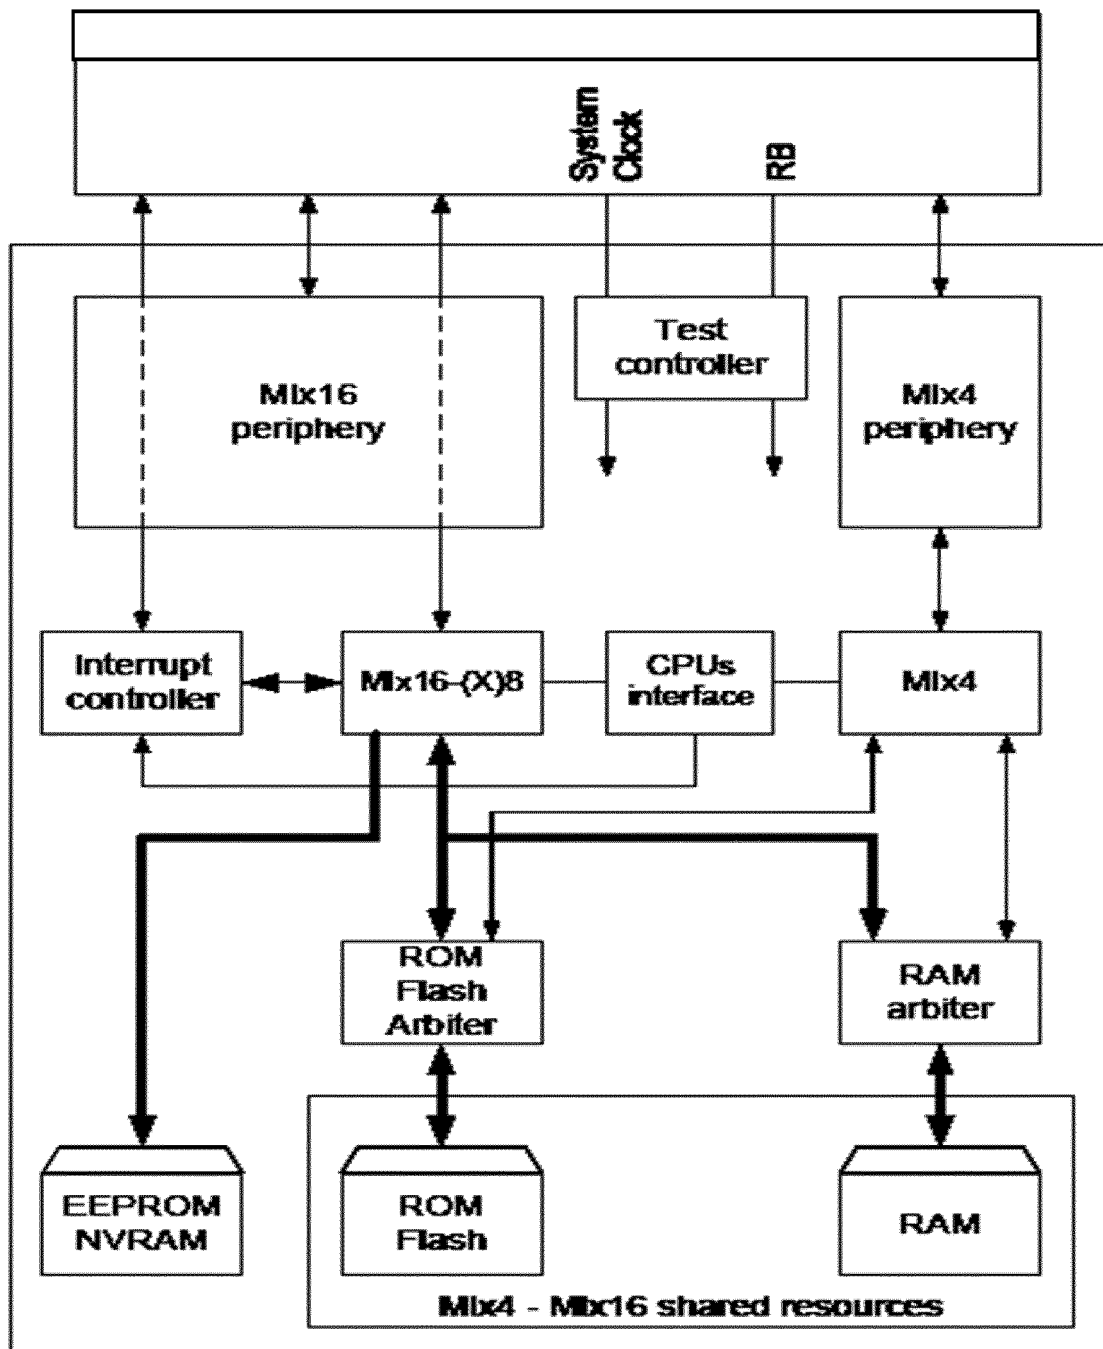 System
Clock
RB
Test
controller
Mlx16
periphery
Mlx4
periphery
Interrupt
controller
Mlx16-(X)8
CPUs
interface
Mlx4
ROM
Flash
Arbiter
RAM
arbiter
EEPROM
NVRAM
ROM
Flash
RAM
Mlx4 - Mlx16 shared resources